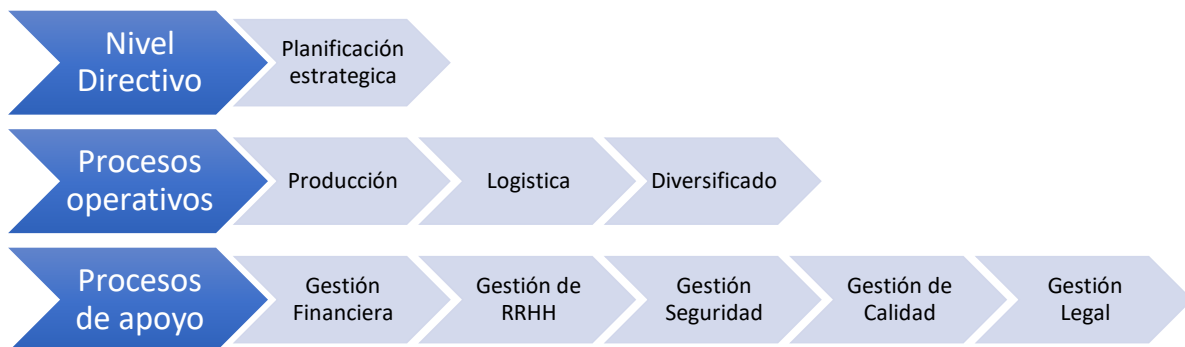 Nivel
Directivo
Planificación
estrategica
Procesos
operativos
Producción
Logistica
Diversificado
Procesos
de apoyo
Gestión
Financiera
Gestión de
RRHH
Gestión
Seguridad
Gestión de
Calidad
Gestión
Legal